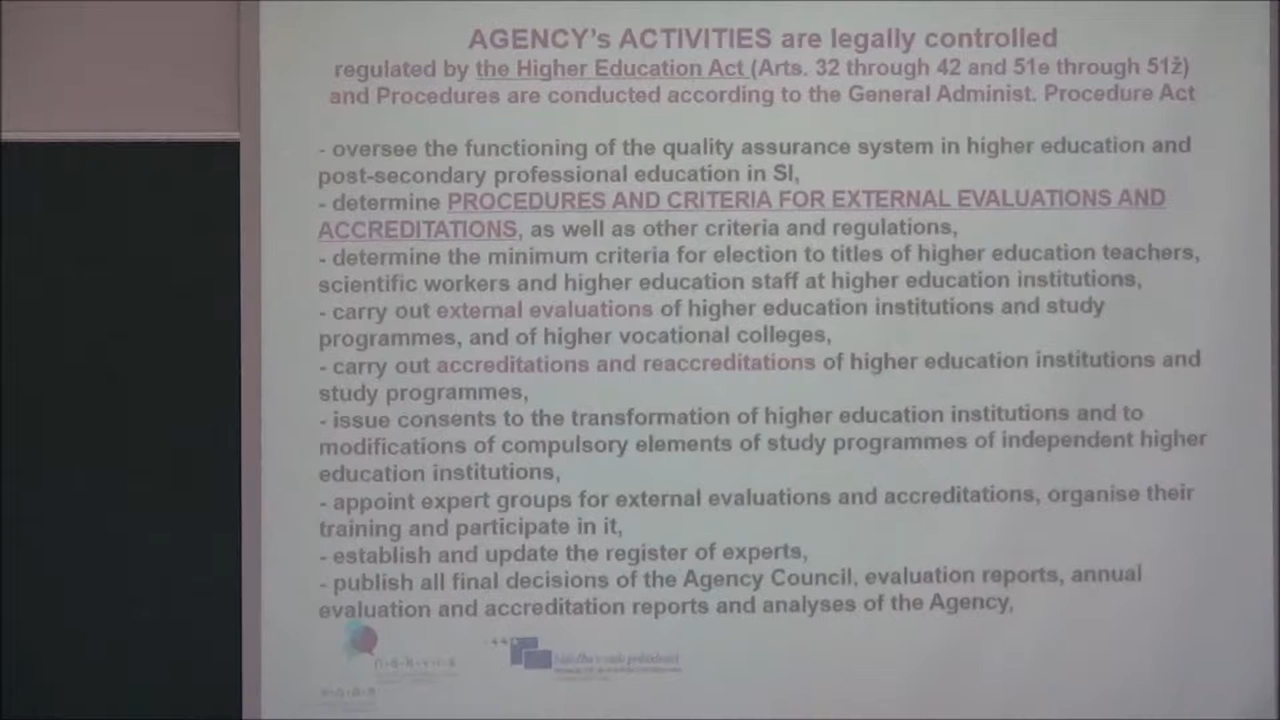 AGENCY's ACTIVITIES are legally controlled
regulated by the Higher Education Act (Arts. 32 through 42 and 51e through 51ž)
and Procedures are conducted according to the General Administ. Procedure Act
- oversee the functioning of the quality assurance system in higher education and
post-secondary professional education in SI,
- determine PROCEDURES AND CRITERIA FOR EXTERNAL EVALUATIONS AND
ACCREDITATIONS, as well as other criteria and regulations,
- determine the minimum criteria for election to titles of higher education teachers,
scientific workers and higher education staff at higher education institutions,
- carry out external evaluations of higher education institutions and study
programmes, and of higher vocational colleges,
- carry out accreditations and reaccreditations of higher education institutions and
study programmes,
- issue consents to the transformation of higher education institutions and to
modifications of compulsory elements of study programmes of independent higher
education institutions,
- appoint expert groups for external evaluations and accreditations, organise their
training and participate in it,
- establish and update the register of experts,
- publish all final decisions of the Agency Council, evaluation reports, annual
evaluation and accreditation reports and analyses of the Agency,